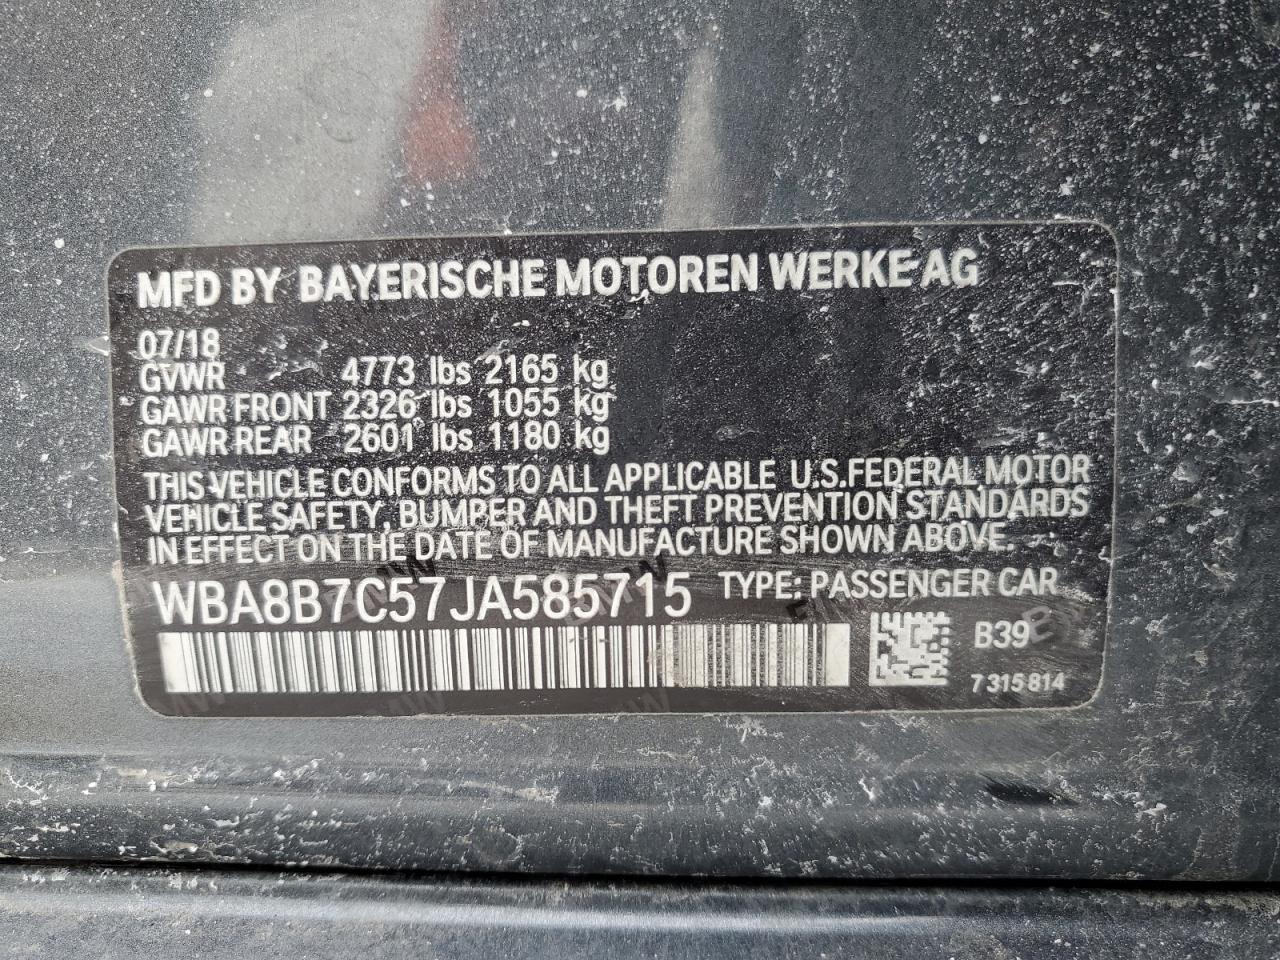 MFD BY BAYERISCHE MOTOREN WERKE AG
07/18
GVWR 4773 lbs 2165 kg
GAWR FRONT 2326 lbs 1055 kg
GAWR REAR 2601 lbs 1180 kg
THIS VEHICLE CONFORMS TO ALL APPLICABLE U.S.FEDERAL MOTOR
VEHICLE SAFETY, BUMPER AND THEFT PREVENTION STANDARDS
IN EFFECT ON THE DATE OF MANUFACTURE SHOWN ABOVE.
WBA8B7C57JA585715 TYPE: PASSENGER CAR
B39
7 315 814